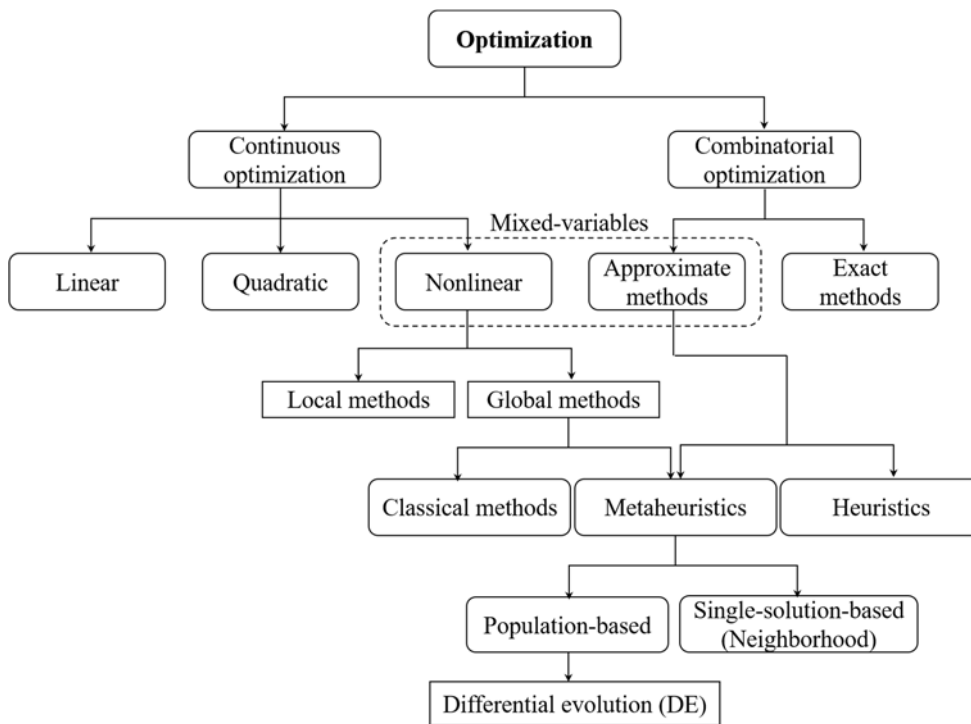 Optimization
Continuous
optimization
Combinatorial
optimization
Mixed-variables
Linear
Quadratic
Nonlinear
Approximate
methods
Exact
methods
Local methods
Global methods
Classical methods
Metaheuristics
Heuristics
Population-based
Single-solution-based
(Neighborhood)
Differential evolution (DE)